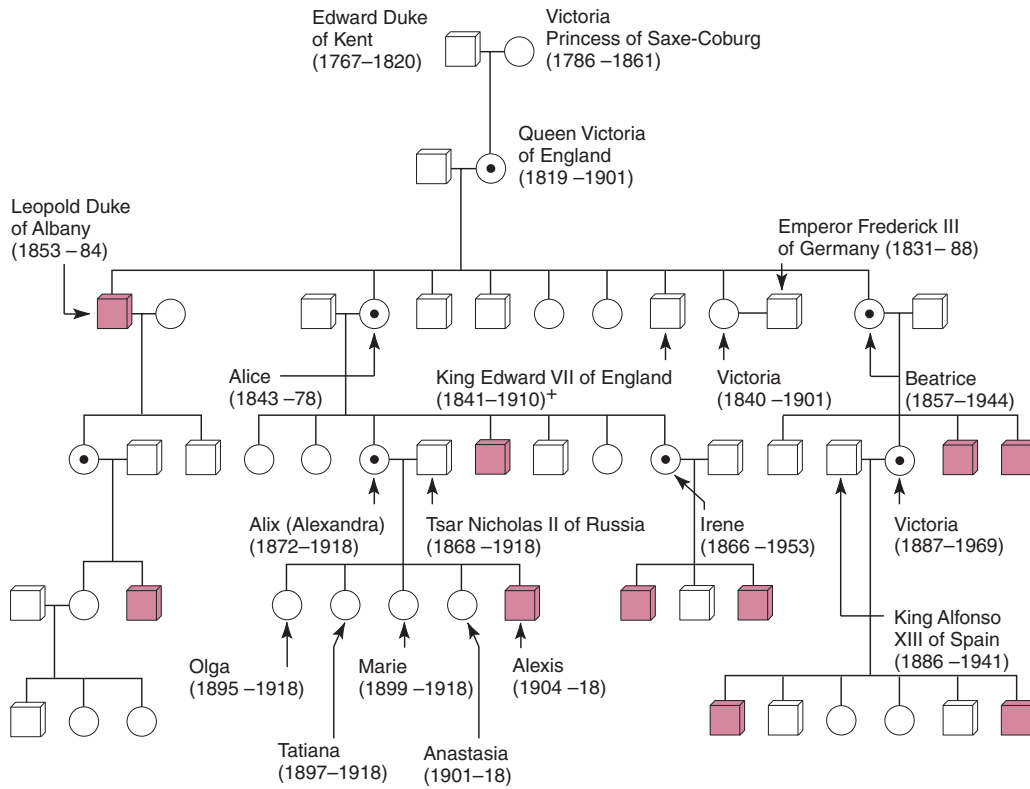 Edward Duke
of Kent
(1767–1820)
Victoria
Princess of Saxe-Coburg
(1786 –1861)
Queen Victoria
of England
(1819 –1901)
Leopold Duke
of Albany
(1853 – 84)
Emperor Frederick III
of Germany (1831– 88)
Alice
(1843 –78)
King Edward VII of England
(1841–1910)+
Victoria
(1840 –1901)
Beatrice
(1857–1944)
Alix (Alexandra)
(1872–1918)
Tsar Nicholas II of Russia
(1868 –1918)
Irene
(1866 –1953)
Victoria
(1887–1969)
King Alfonso
XIII of Spain
(1886 –1941)
Olga
(1895 –1918)
Marie
(1899 –1918)
Alexis
(1904 –18)
Tatiana
(1897–1918)
Anastasia
(1901–18)